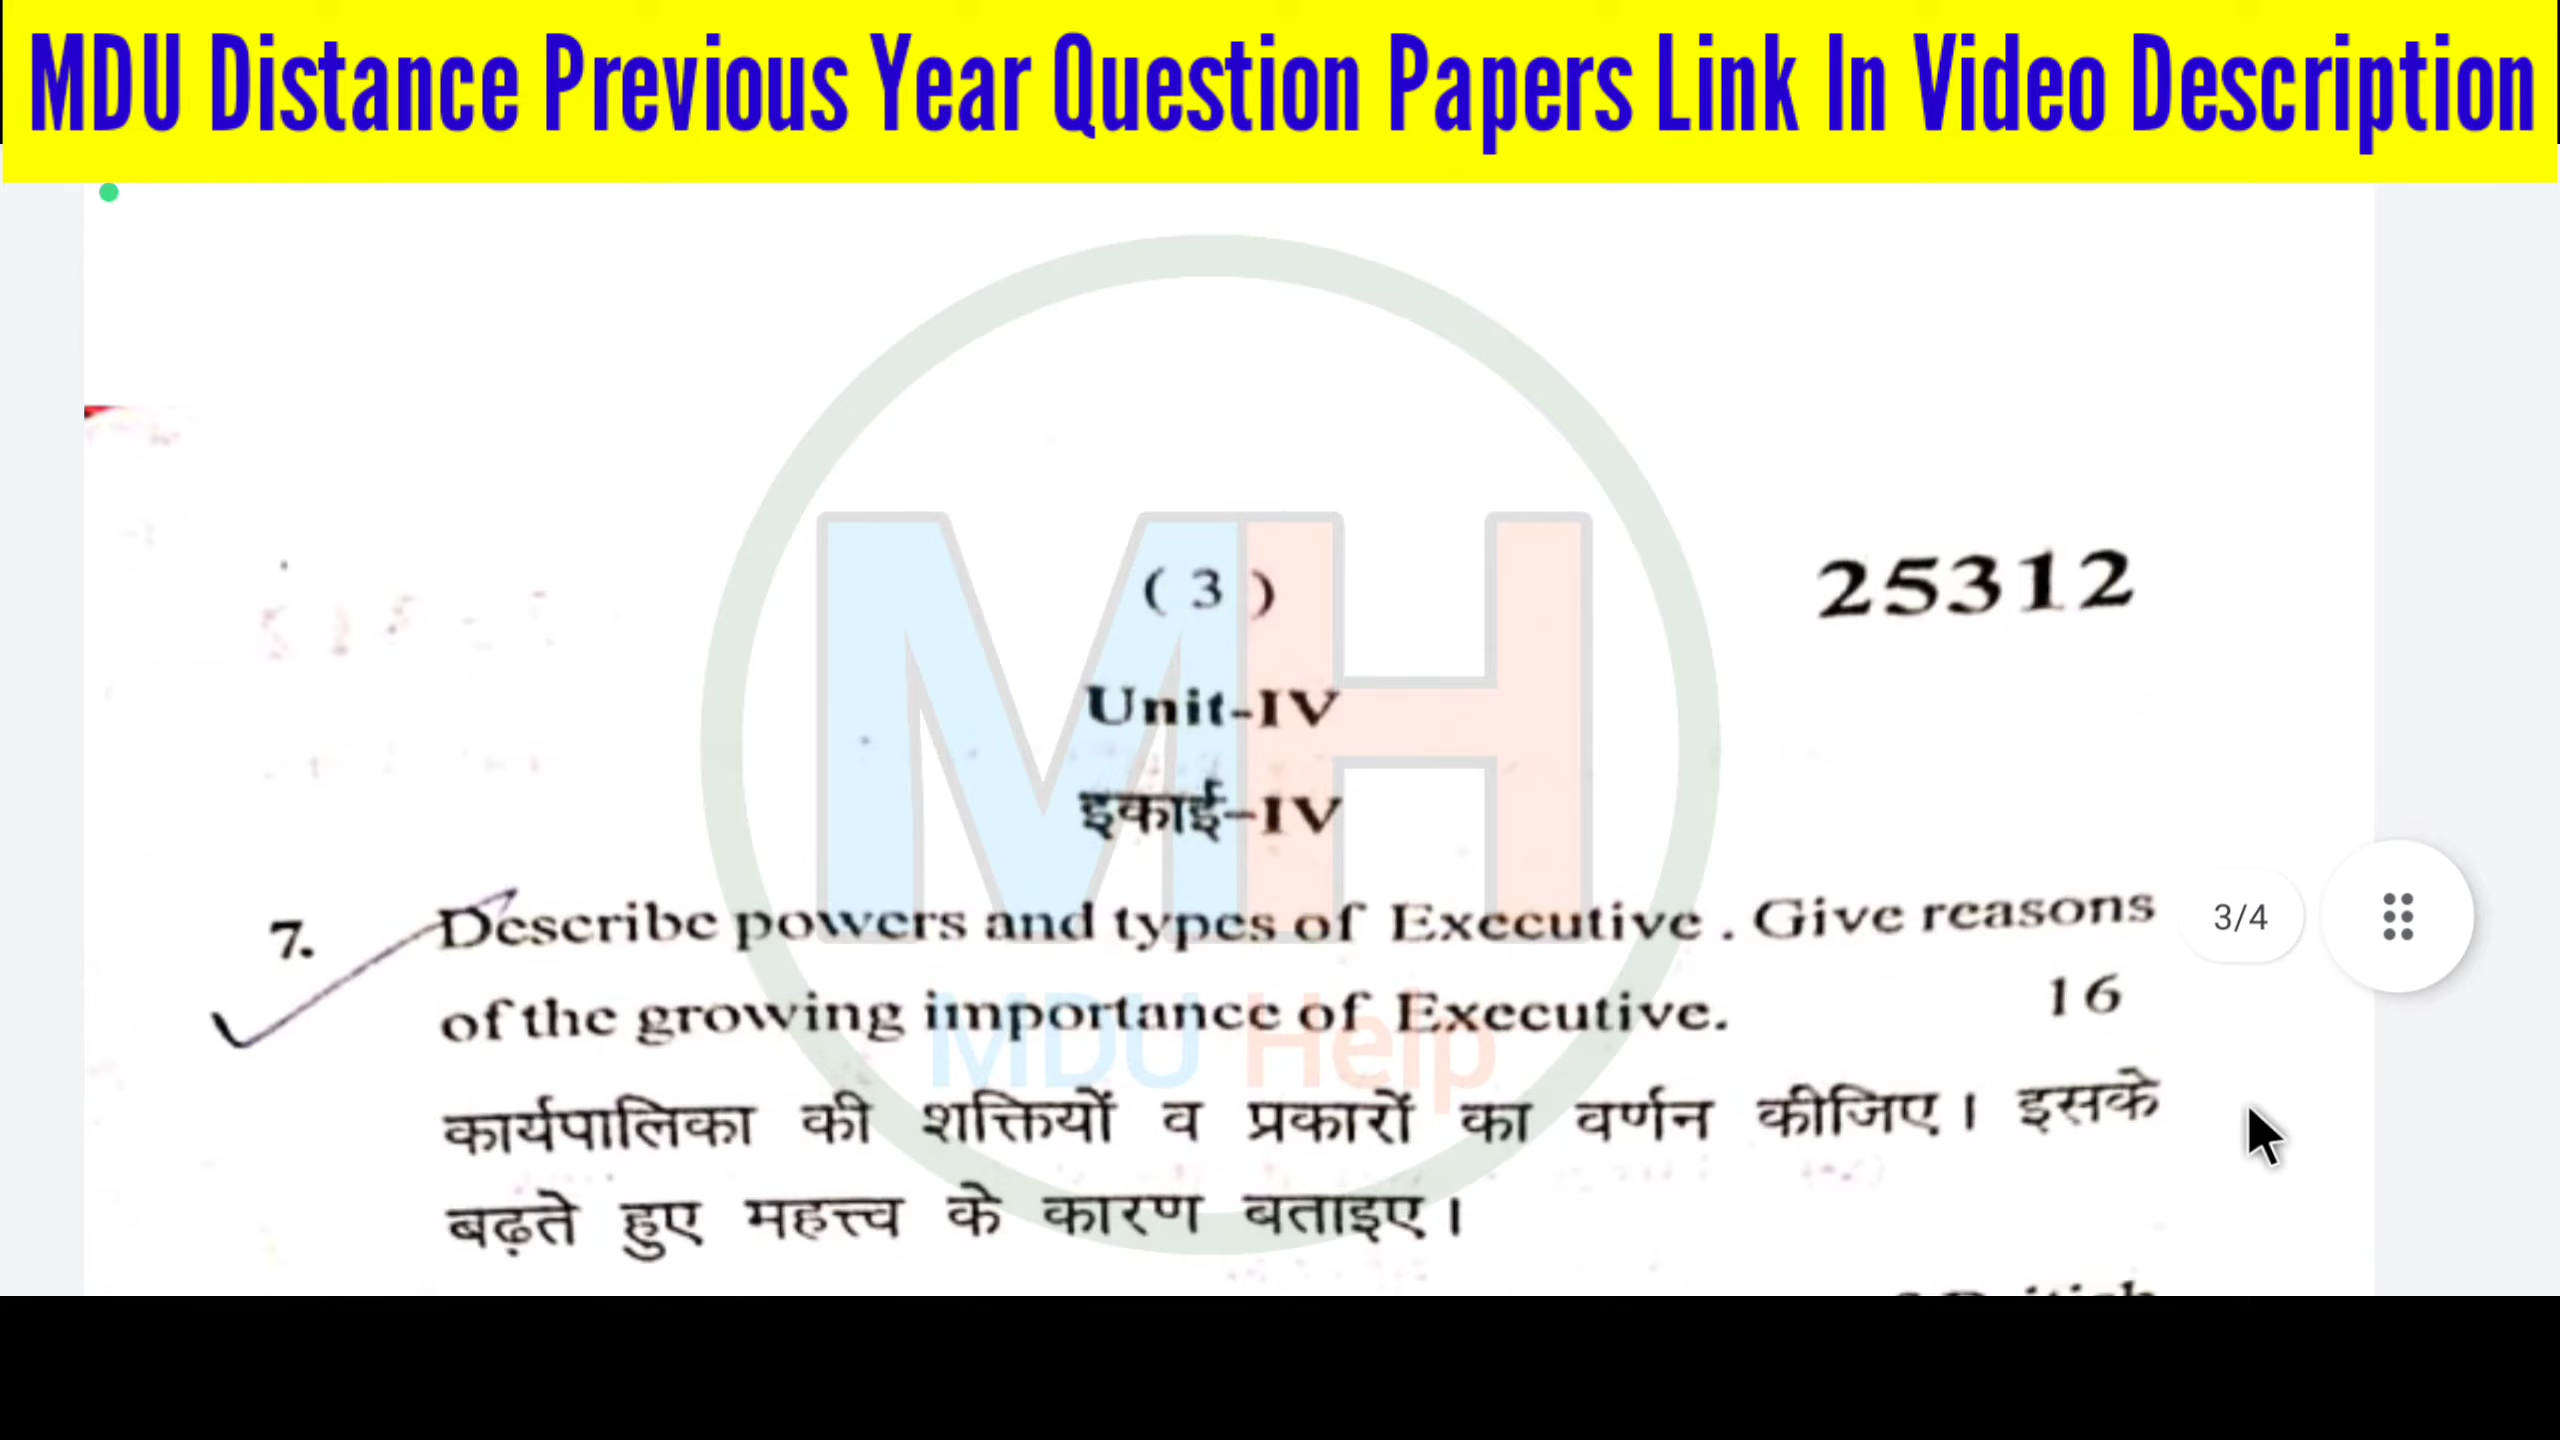 MDU Distance Previous Year Question Papers Link In Video Description
( 3 )
25312
Unit-IV
इकाई-IV
7. Describe powers and types of Executive . Give reasons
of the growing importance of Executive. 16
कार्यपालिका की शक्तियों व प्रकारों का वर्णन कीजिए। इसके
बढ़ते हुए महत्त्व के कारण बताइए।
MH
MDU Help
3/4